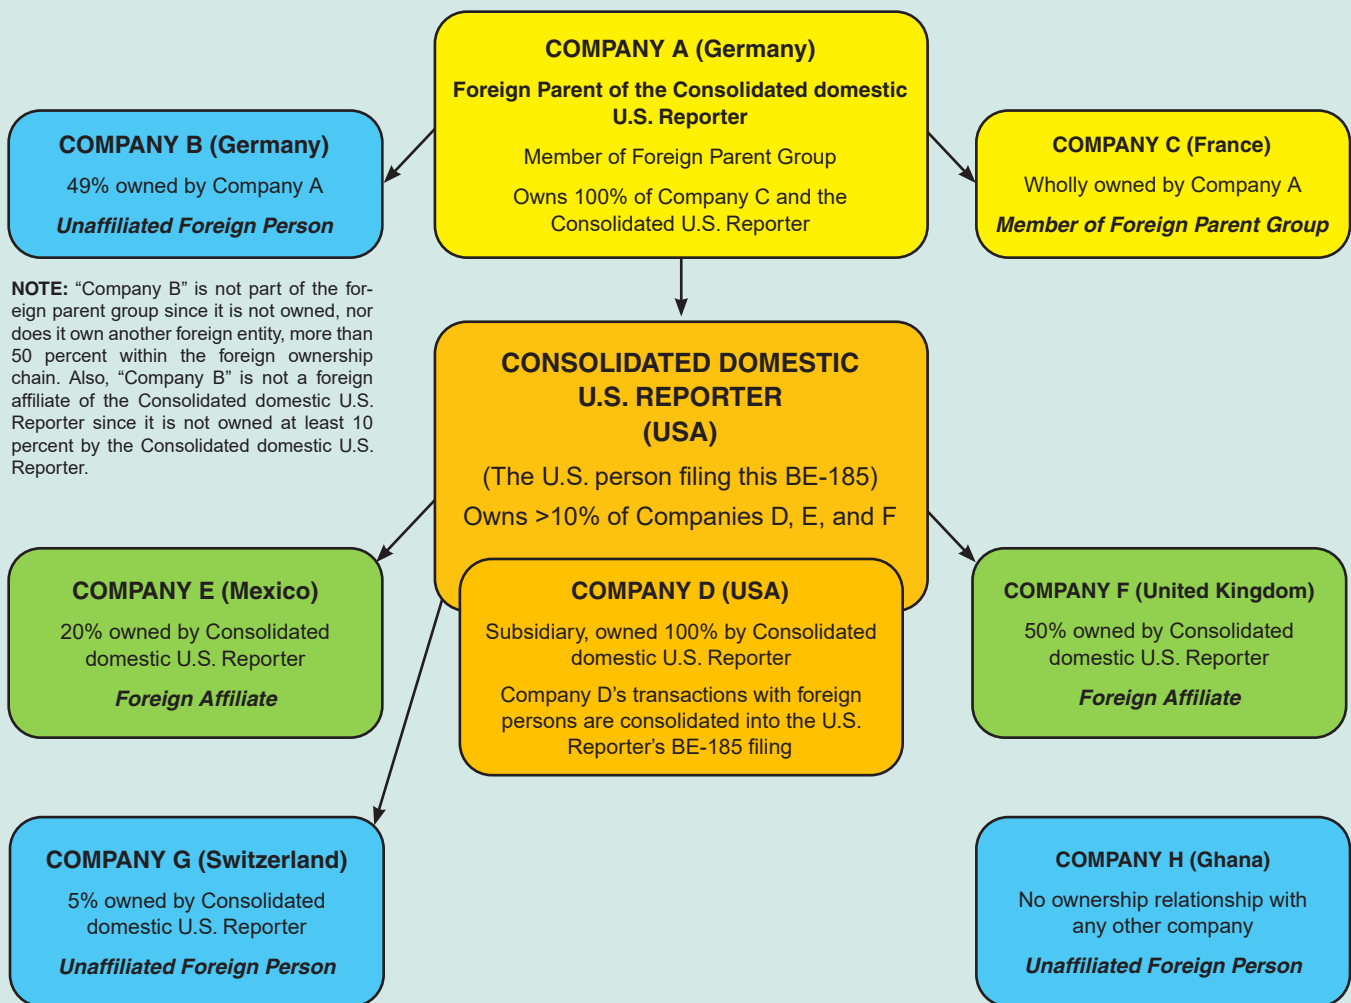 COMPANY A (Germany)
Foreign Parent of the Consolidated domestic
U.S. Reporter
Member of Foreign Parent Group
Owns 100% of Company C and the
Consolidated U.S. Reporter
COMPANY B (Germany)
49% owned by Company A
Unaffiliated Foreign Person
COMPANY C (France)
Wholly owned by Company A
Member of Foreign Parent Group
NOTE: “Company B” is not part of the for-
eign parent group since it is not owned, nor
does it own another foreign entity, more than
50 percent within the foreign ownership
chain. Also, “Company B” is not a foreign
affiliate of the Consolidated domestic U.S.
Reporter since it is not owned at least 10
percent by the Consolidated domestic U.S.
Reporter.
CONSOLIDATED DOMESTIC
U.S. REPORTER
(USA)
(The U.S. person filing this BE-185)
Owns >10% of Companies D, E, and F
COMPANY E (Mexico)
20% owned by Consolidated
domestic U.S. Reporter
Foreign Affiliate
COMPANY D (USA)
Subsidiary, owned 100% by Consolidated
domestic U.S. Reporter
Company D’s transactions with foreign
persons are consolidated into the U.S.
Reporter’s BE-185 filing
COMPANY F (United Kingdom)
50% owned by Consolidated
domestic U.S. Reporter
Foreign Affiliate
COMPANY G (Switzerland)
5% owned by Consolidated
domestic U.S. Reporter
Unaffiliated Foreign Person
COMPANY H (Ghana)
No ownership relationship with
any other company
Unaffiliated Foreign Person